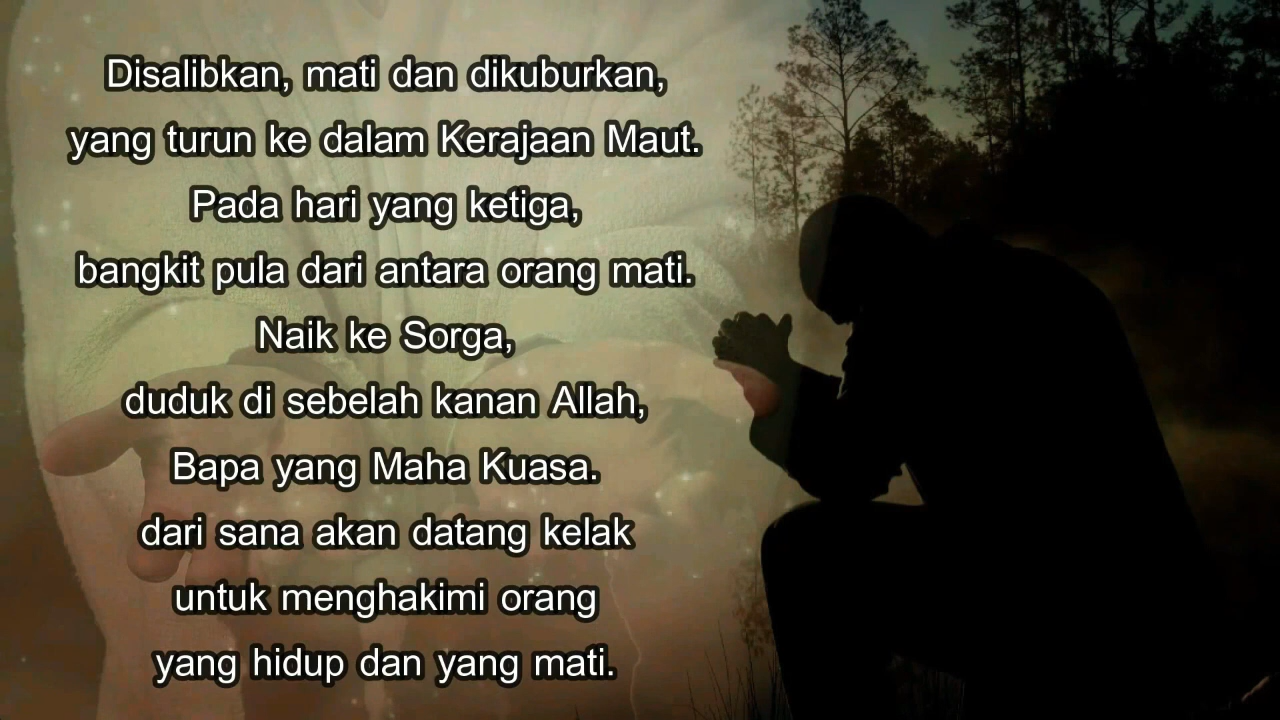 Disalibkan, mati dan dikuburkan,
yang turun ke dalam Kerajaan Maut.
Pada hari yang ketiga,
bangkit pula dari antara orang mati.
Naik ke Sorga,
duduk di sebelah kanan Allah,
Bapa yang Maha Kuasa.
dari sana akan datang kelak
untuk menghakimi orang
yang hidup dan yang mati.